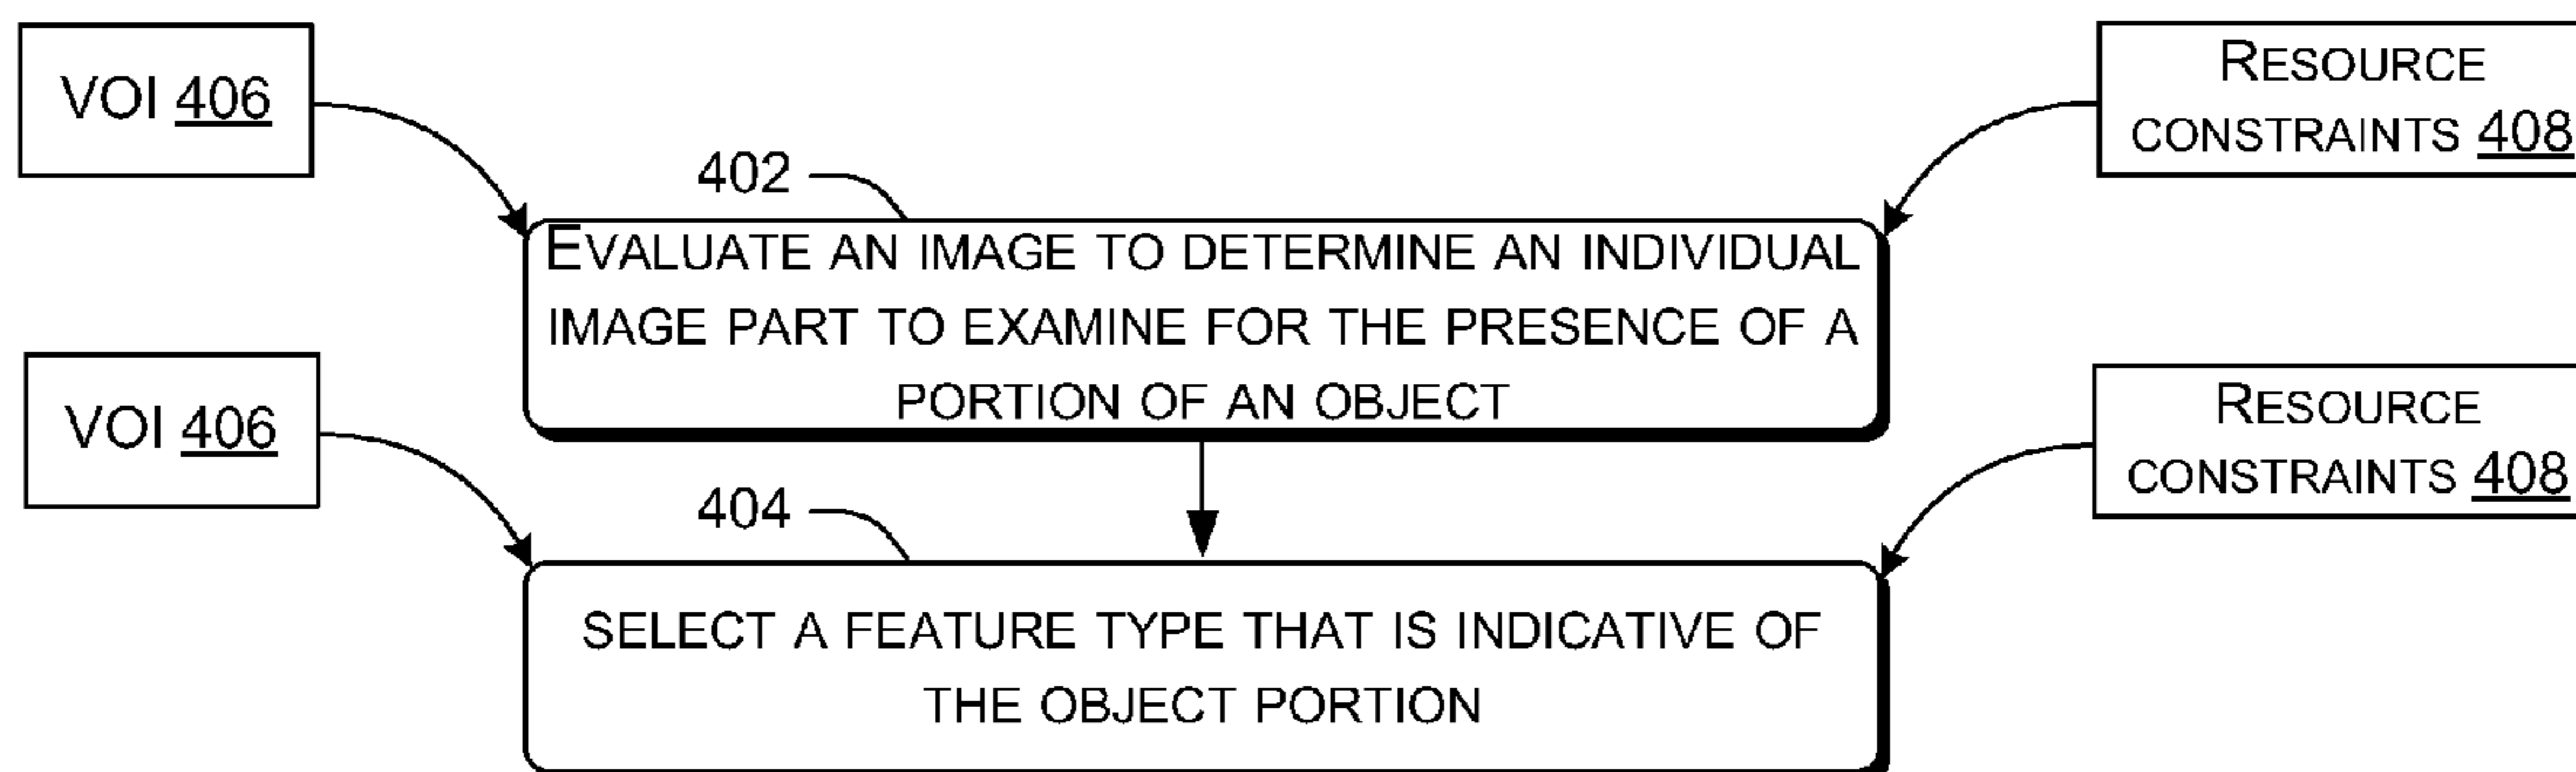 VOI 406
RESOURCE
CONSTRAINTS 408
402
EVALUATE AN IMAGE TO DETERMINE AN INDIVIDUAL
IMAGE PART TO EXAMINE FOR THE PRESENCE OF A
PORTION OF AN OBJECT
VOI 406
RESOURCE
CONSTRAINTS 408
404
SELECT A FEATURE TYPE THAT IS INDICATIVE OF
THE OBJECT PORTION